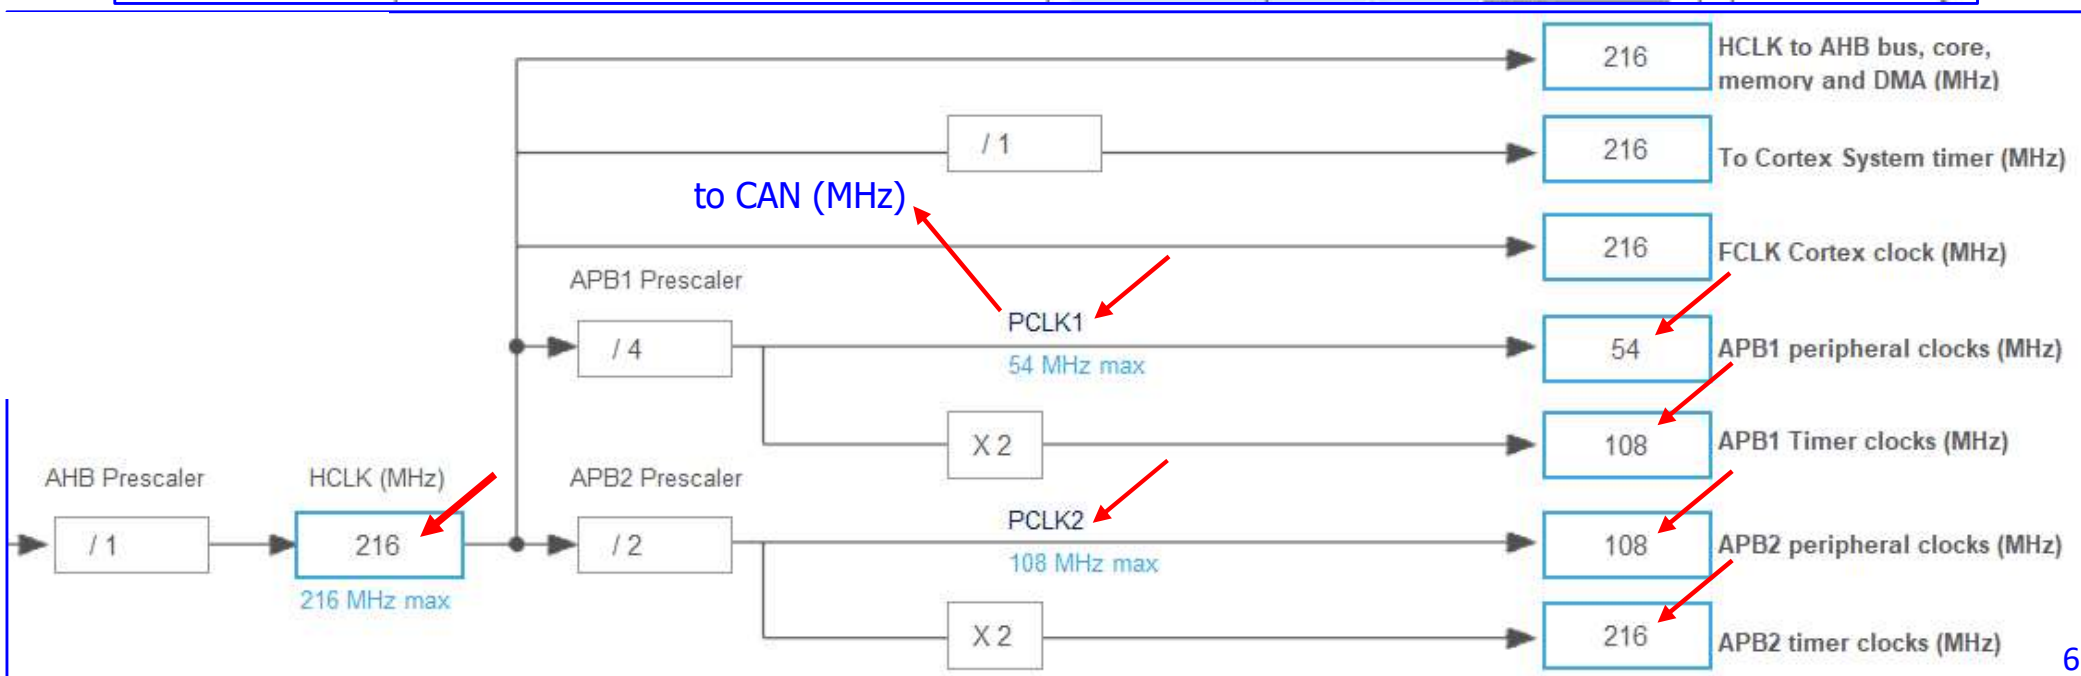 216
HCLK to AHB bus, core,
memory and DMA (MHz)
/ 1
216
To Cortex System timer (MHz)
to CAN (MHz)
216
FCLK Cortex clock (MHz)
APB1 Prescaler
/ 4
PCLK1
54 MHz max
54
APB1 peripheral clocks (MHz)
X 2
108
APB1 Timer clocks (MHz)
AHB Prescaler
/ 1
HCLK (MHz)
216
216 MHz max
APB2 Prescaler
/ 2
PCLK2
108 MHz max
108
APB2 peripheral clocks (MHz)
X 2
216
APB2 timer clocks (MHz)
6